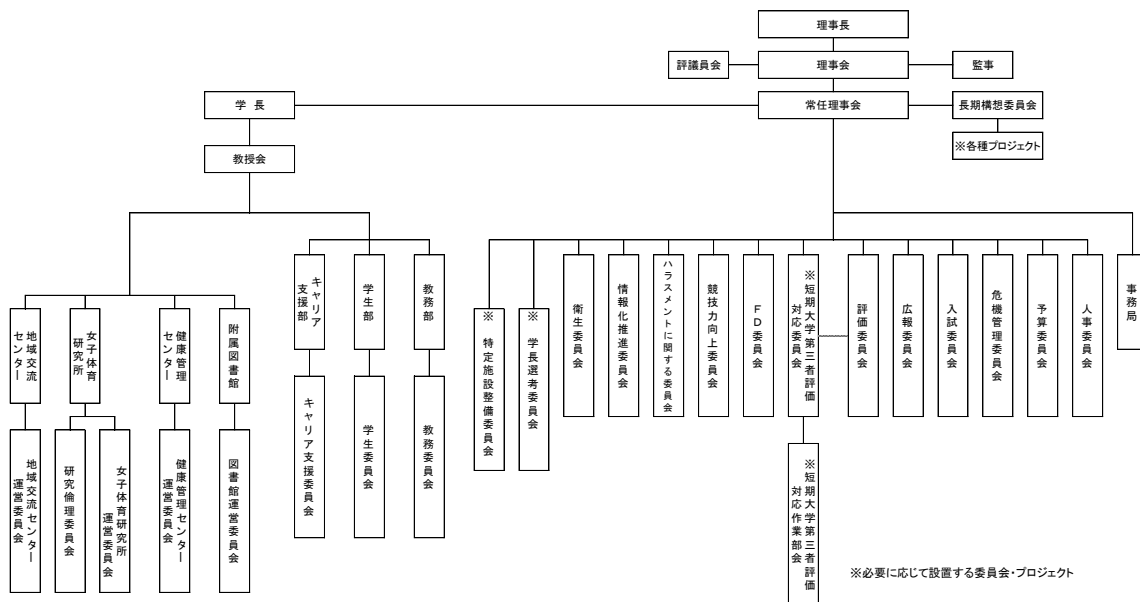 理事長
評議員会
理事会
監事
学 長
常任理事会
長期構想委員会
教授会
※各種プロジェクト
キャリア
支援部
学生部
教務部
※特定施設整備委員会
※学長選考委員会
衛生委員会
情報化推進委員会
ハラスメントに関する委員会
競技力向上委員会
FD委員会
※短期大学第三者評価
対応委員会
評価委員会
広報委員会
入試委員会
危機管理委員会
予算委員会
人事委員会
事務局
地域交流
センター
女子体育
研究所
健康管理
センター
附属図書館
キャリア支援委員会
学生委員会
教務委員会
地域交流センター
運営委員会
研究倫理委員会
女子体育研究所
運営委員会
健康管理センター
運営委員会
図書館運営委員会
※短期大学第三者評価
対応作業部会
※必要に応じて設置する委員会・プロジェクト